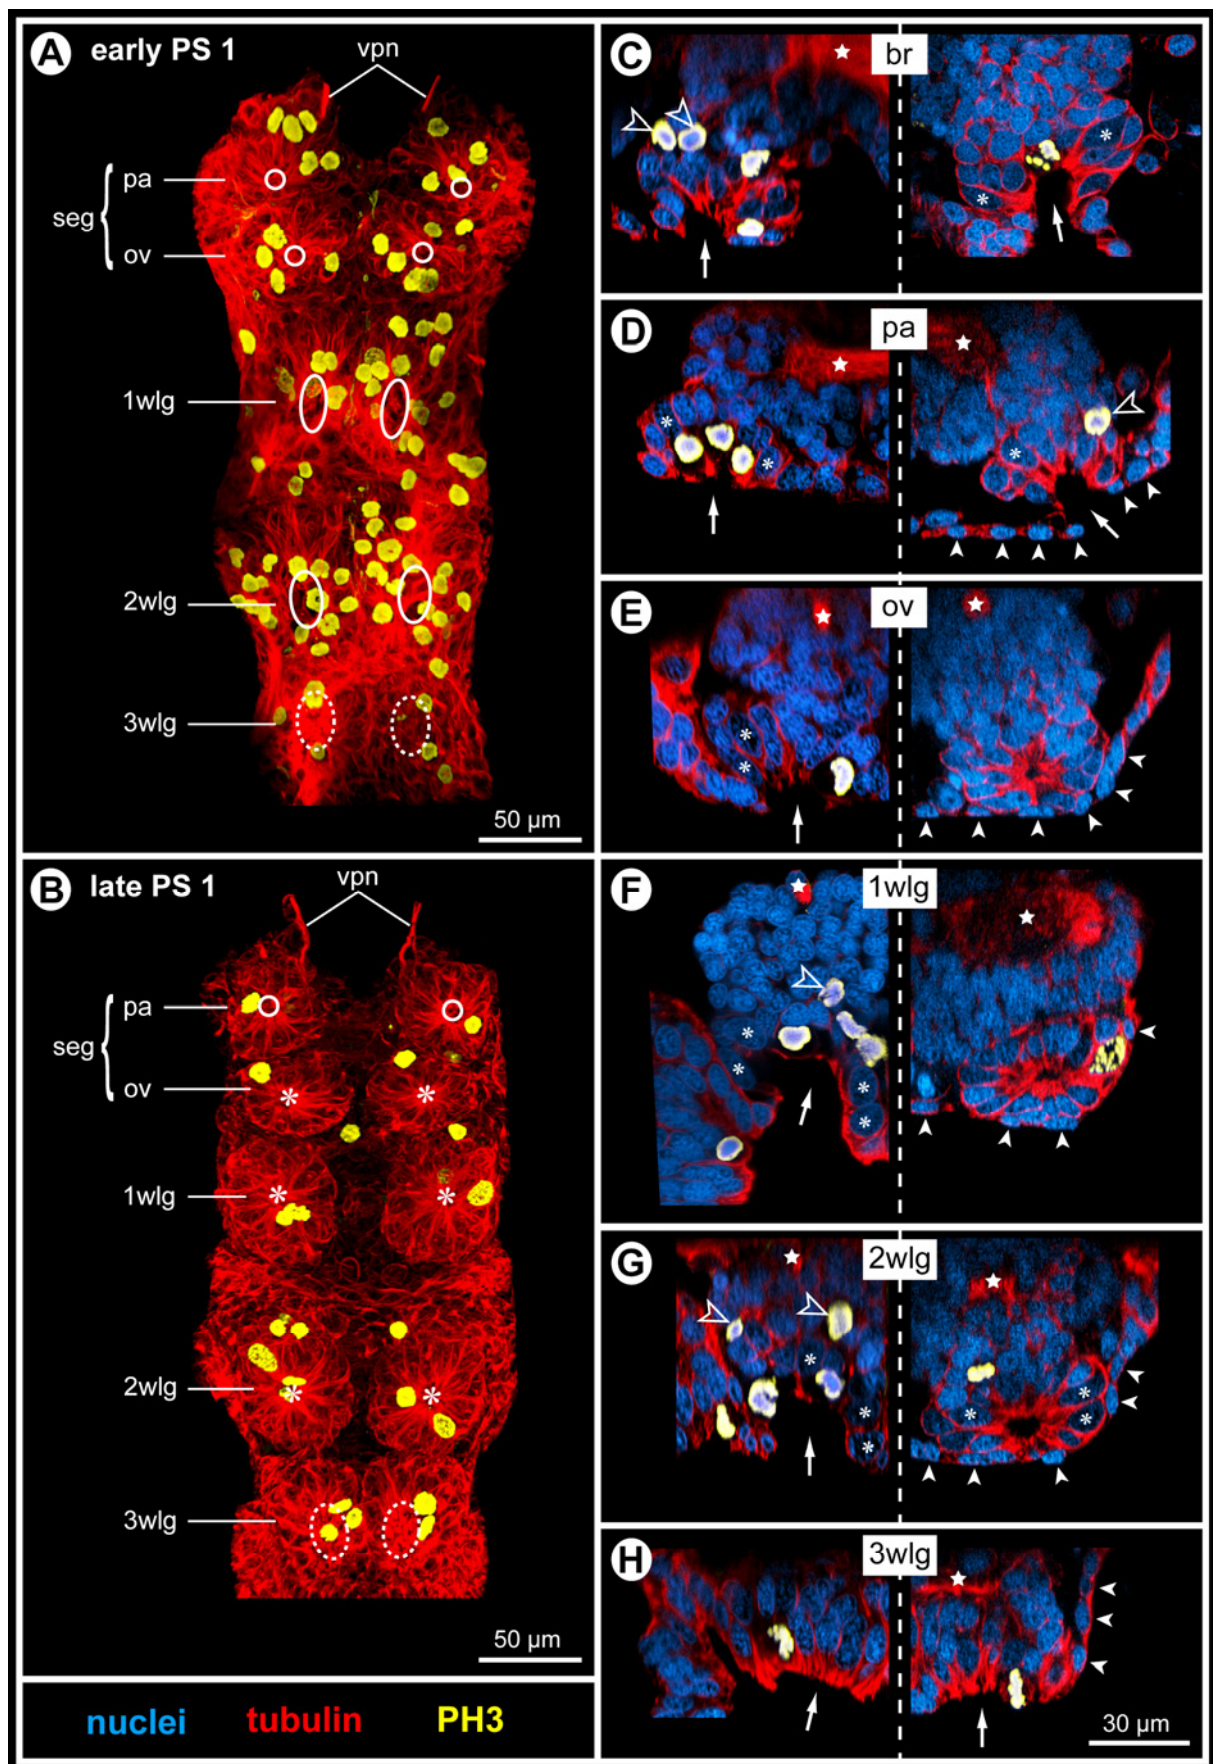 A early PS 1
vpn
pa
seg {
ov
1wlg
2wlg
3wlg
50 µm
B late PS 1
vpn
pa
seg {
ov
* *
1wlg
* *
2wlg
* *
3wlg
50 µm
nuclei tubulin PH3
C br
* *
D pa
* * *
E ov
* *
F 1wlg
* * * *
G 2wlg
* * * * * *
H 3wlg
30 µm